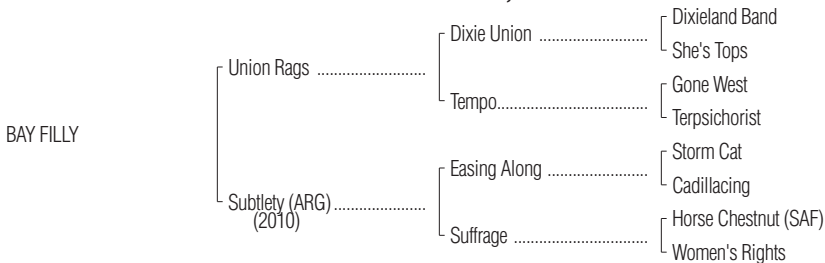 Dixieland Band
Dixie Union ..........................
She's Tops
Union Rags ..........................
Gone West
Tempo....................................
Terpsichorist
BAY FILLY
Storm Cat
Easing Along ........................
Cadillacing
Subtlety (ARG) ......................
(2010)
Horse Chestnut (SAF)
Suffrage ................................
Women's Rights